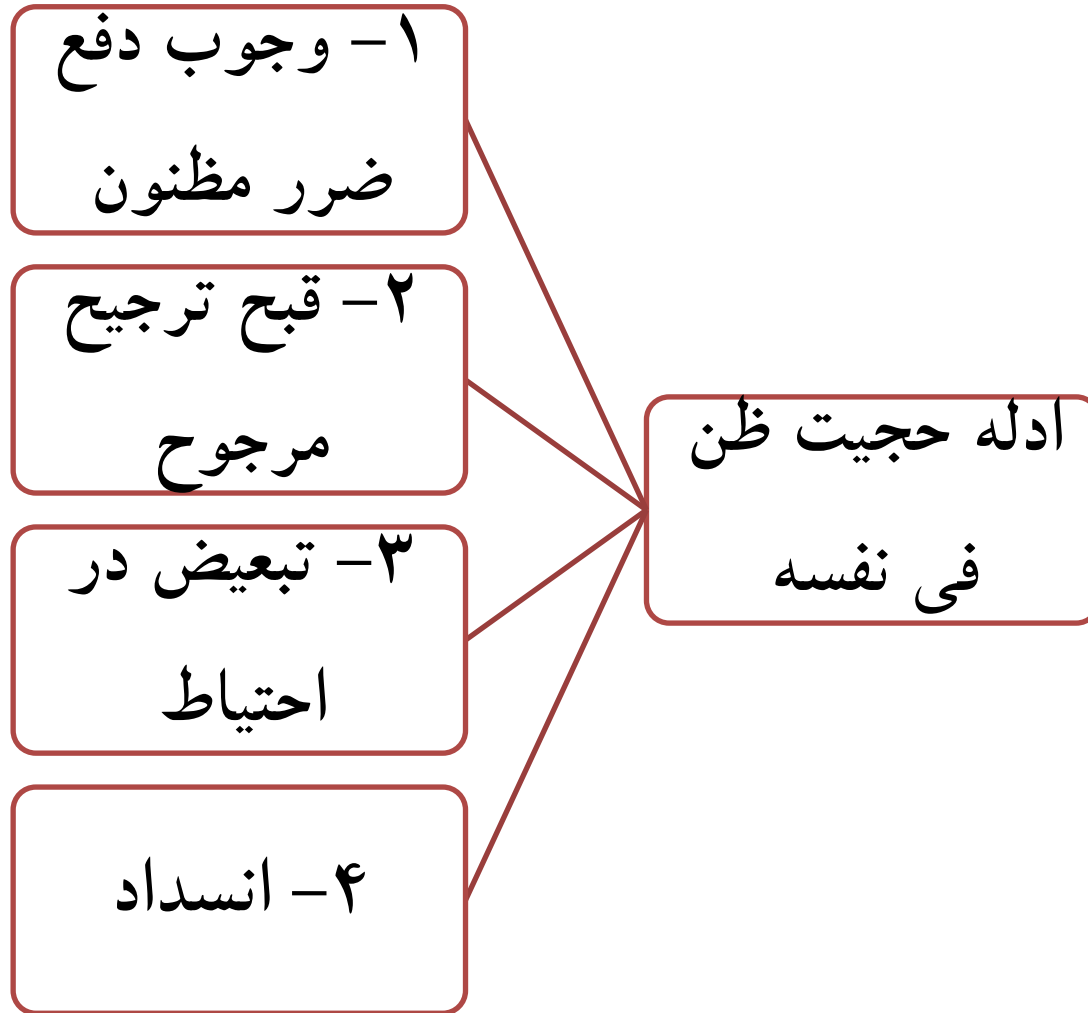 ادله حجیت ظن
فی نفسه
۱- وجوب دفع
ضرر مظنون
۲- قبح ترجیح
مرجوح
۳- تبعیض در
احتیاط
۴- انسداد